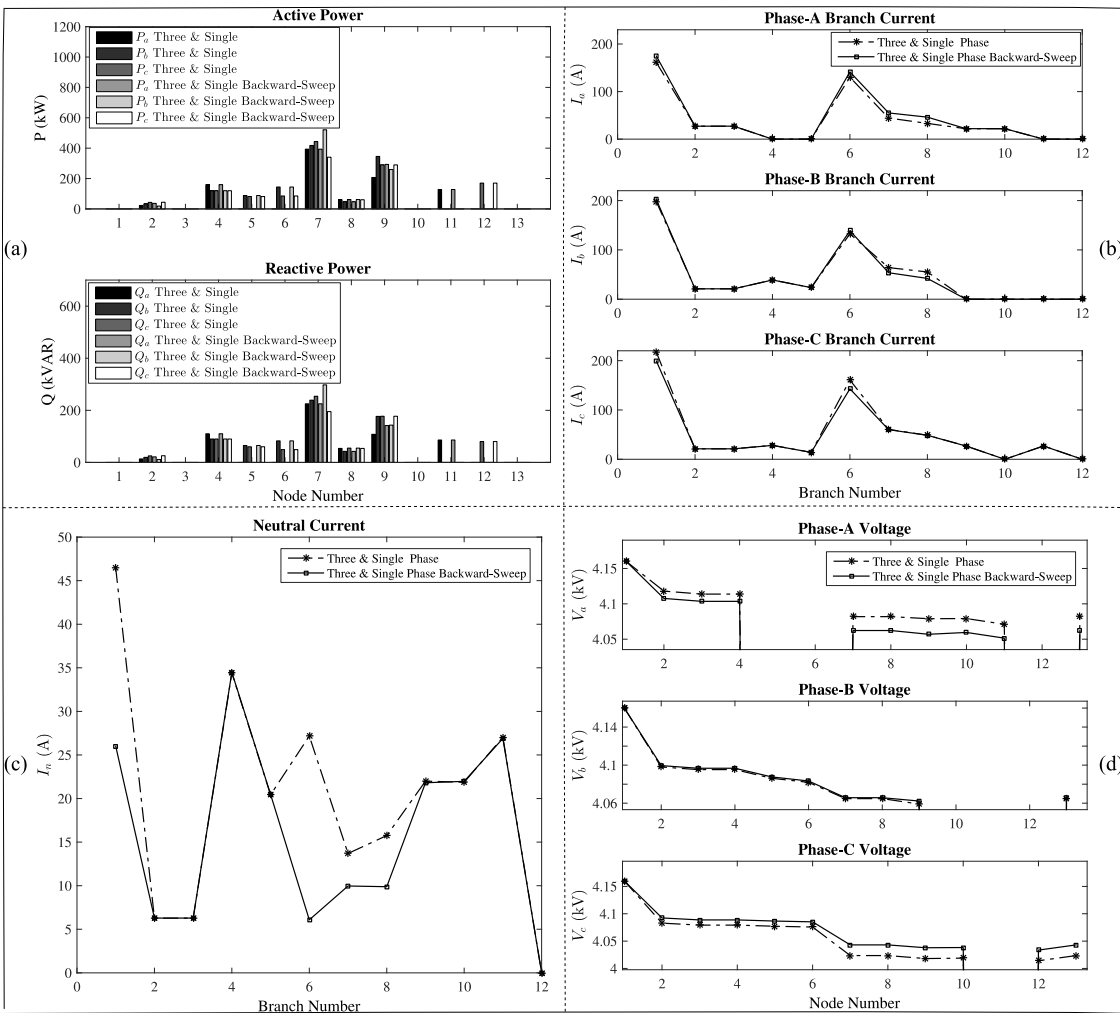 Active Power
1200
1000
800
600
400
200
0
P (kW)
P_a Three & Single
P_b Three & Single
P_c Three & Single
P_a Three & Single Backward-Sweep
P_b Three & Single Backward-Sweep
P_c Three & Single Backward-Sweep
1 2 3 4 5 6 7 8 9 10 11 12 13
(a)
Reactive Power
600
400
200
0
Q (kVAR)
Q_a Three & Single
Q_b Three & Single
Q_c Three & Single
Q_a Three & Single Backward-Sweep
Q_b Three & Single Backward-Sweep
Q_c Three & Single Backward-Sweep
1 2 3 4 5 6 7 8 9 10 11 12 13
Node Number
Phase-A Branch Current
200
100
0
I_a (A)
Three & Single Phase
Three & Single Phase Backward-Sweep
0 2 4 6 8 10 12
Phase-B Branch Current
200
100
0
I_b (A)
0 2 4 6 8 10 12
(b)
Phase-C Branch Current
200
100
0
I_c (A)
0 2 4 6 8 10 12
Branch Number
Neutral Current
50
45
40
35
30
25
20
15
10
5
0
I_n (A)
Three & Single Phase
Three & Single Phase Backward-Sweep
0 2 4 6 8 10 12
Branch Number
(c)
Phase-A Voltage
4.15
4.1
4.05
V_a (kV)
Three & Single Phase
Three & Single Phase Backward-Sweep
2 4 6 8 10 12
Phase-B Voltage
4.14
4.1
4.06
V_b (kV)
2 4 6 8 10 12
(d)
Phase-C Voltage
4.15
4.1
4.05
4
V_c (kV)
2 4 6 8 10 12
Node Number